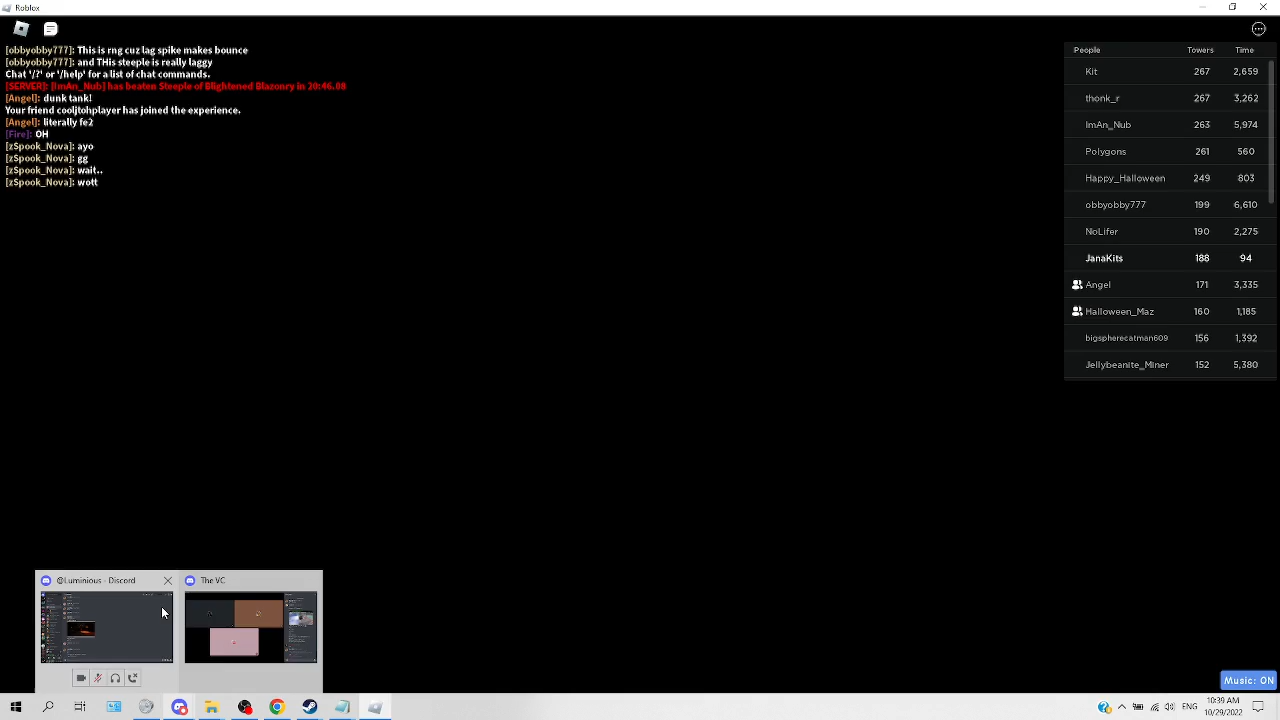 Roblox
[obbyobby777]: This is rng cuz lag spike makes bounce
[obbyobby777]: and THis steeple is really laggy
Chat '/?' or '/help' for a list of chat commands.
[SERVER]: [ImAn_Nub] has beaten Steeple of Blightened Blazonry in 20:46.08
[Angel]: dunk tank!
Your friend cooljtohplayer has joined the experience.
[Angel]: literally fe2
[Fire]: OH
[zSpook_Nova]: ayo
[zSpook_Nova]: gg
[zSpook_Nova]: wait..
[zSpook_Nova]: wott
People Towers Time
Kit 267 2,659
thonk_r 267 3,262
ImAn_Nub 263 5,974
Polygons 261 560
Happy_Halloween 249 803
obbyobby777 199 6,610
NoLifer 190 2,275
JanaKits 188 94
Angel 171 3,335
Halloween_Maz 160 1,185
bigspherecatman609 156 1,392
Jellybeanite_Miner 152 5,380
@Luminious - Discord
The VC
Music: ON
ENG
10:39 AM
10/29/2022